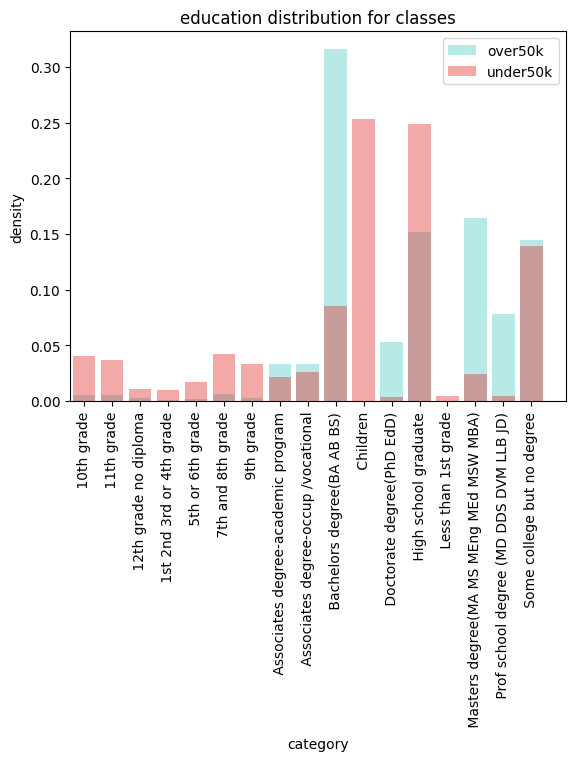 education distribution for classes
over50k
under50k
density
0.30
0.25
0.20
0.15
0.10
0.05
0.00
10th grade
11th grade
12th grade no diploma
1st 2nd 3rd or 4th grade
5th or 6th grade
7th and 8th grade
9th grade
Associates degree-academic program
Associates degree-occup /vocational
Bachelors degree(BA AB BS)
Children
Doctorate degree(PhD EdD)
High school graduate
Less than 1st grade
Masters degree(MA MS MEng MEd MSW MBA)
Prof school degree (MD DDS DVM LLB JD)
Some college but no degree
category